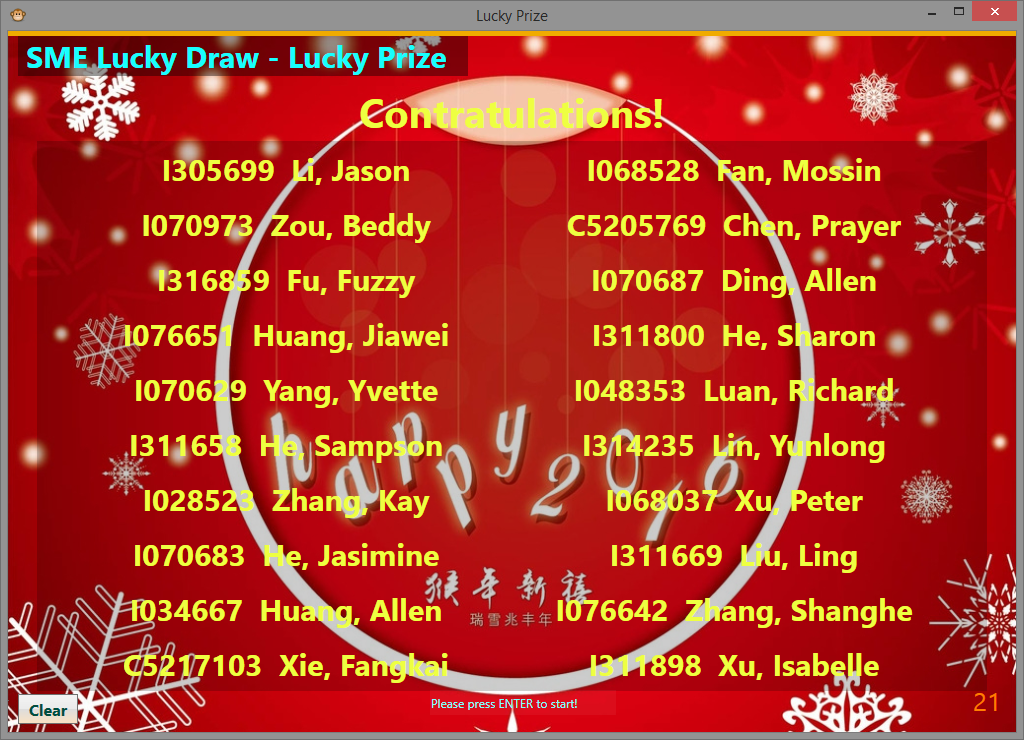 Lucky Prize
SME Lucky Draw - Lucky Prize
Contratulations!
I305699 Li, Jason
I068528 Fan, Mossin
I070973 Zou, Beddy
C5205769 Chen, Prayer
I316859 Fu, Fuzzy
I070687 Ding, Allen
I076651 Huang, Jiawei
I311800 He, Sharon
I070629 Yang, Yvette
I048353 Luan, Richard
I311658 He, Sampson
I314235 Lin, Yunlong
I028523 Zhang, Kay
I068037 Xu, Peter
I070683 He, Jasimine
I311669 Liu, Ling
I034667 Huang, Allen
I076642 Zhang, Shanghe
C5217103 Xie, Fangkai
I311898 Xu, Isabelle
happy 2016
猴年新禧
瑞雪兆丰年
Clear
Please press ENTER to start!
21